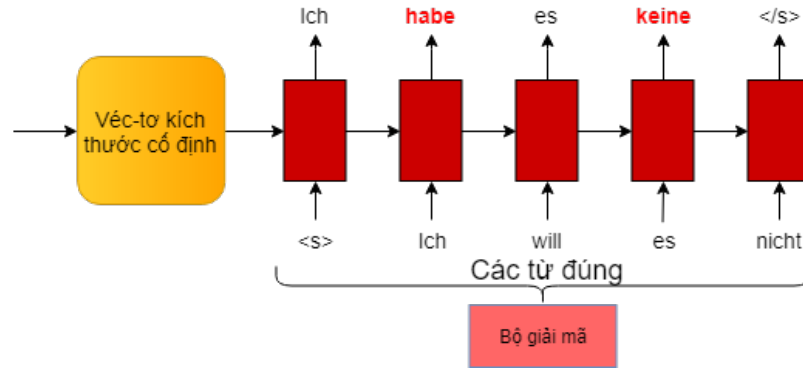 Ich habe es keine </s>
Véc-tơ kích
thước cố định
<s> Ich will es nicht
Các từ đúng
Bộ giải mã